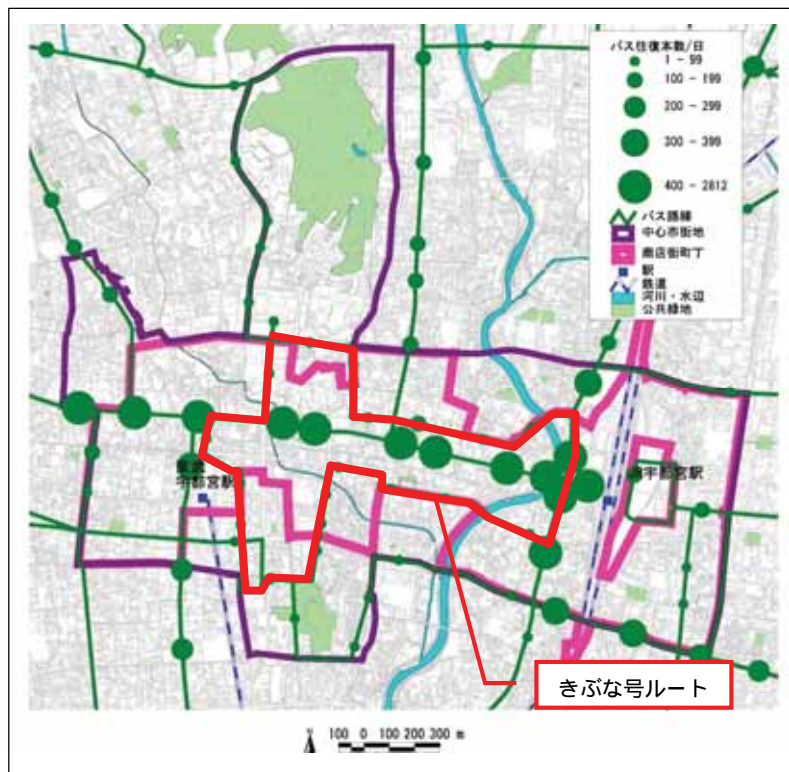 バス往復本数/日
1 - 99
100 - 199
200 - 299
300 - 399
400 - 2812
バス路線
中心市街地
商店街町丁
駅
鉄道
河川・水辺
公共緑地
東武
宇都宮駅
JR宇都宮駅
きぶな号ルート
100 0 100 200 300 m